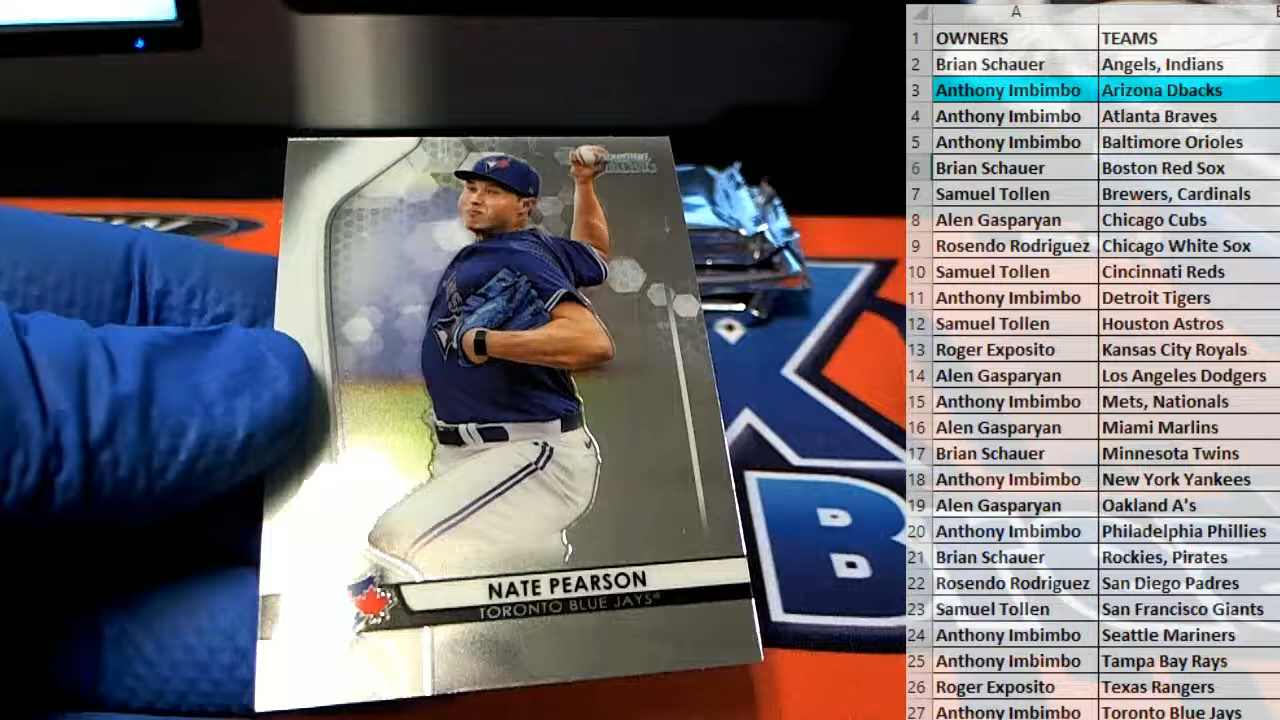 NATE PEARSON
TORONTO BLUE JAYS
A
1 OWNERS TEAMS
2 Brian Schauer Angels, Indians
3 Anthony Imbimbo Arizona Dbacks
4 Anthony Imbimbo Atlanta Braves
5 Anthony Imbimbo Baltimore Orioles
6 Brian Schauer Boston Red Sox
7 Samuel Tollen Brewers, Cardinals
8 Alen Gasparyan Chicago Cubs
9 Rosendo Rodriguez Chicago White Sox
10 Samuel Tollen Cincinnati Reds
11 Anthony Imbimbo Detroit Tigers
12 Samuel Tollen Houston Astros
13 Roger Exposito Kansas City Royals
14 Alen Gasparyan Los Angeles Dodgers
15 Anthony Imbimbo Mets, Nationals
16 Alen Gasparyan Miami Marlins
17 Brian Schauer Minnesota Twins
18 Anthony Imbimbo New York Yankees
19 Alen Gasparyan Oakland A's
20 Anthony Imbimbo Philadelphia Phillies
21 Brian Schauer Rockies, Pirates
22 Rosendo Rodriguez San Diego Padres
23 Samuel Tollen San Francisco Giants
24 Anthony Imbimbo Seattle Mariners
25 Anthony Imbimbo Tampa Bay Rays
26 Roger Exposito Texas Rangers
27 Anthony Imbimbo Toronto Blue Jays
B